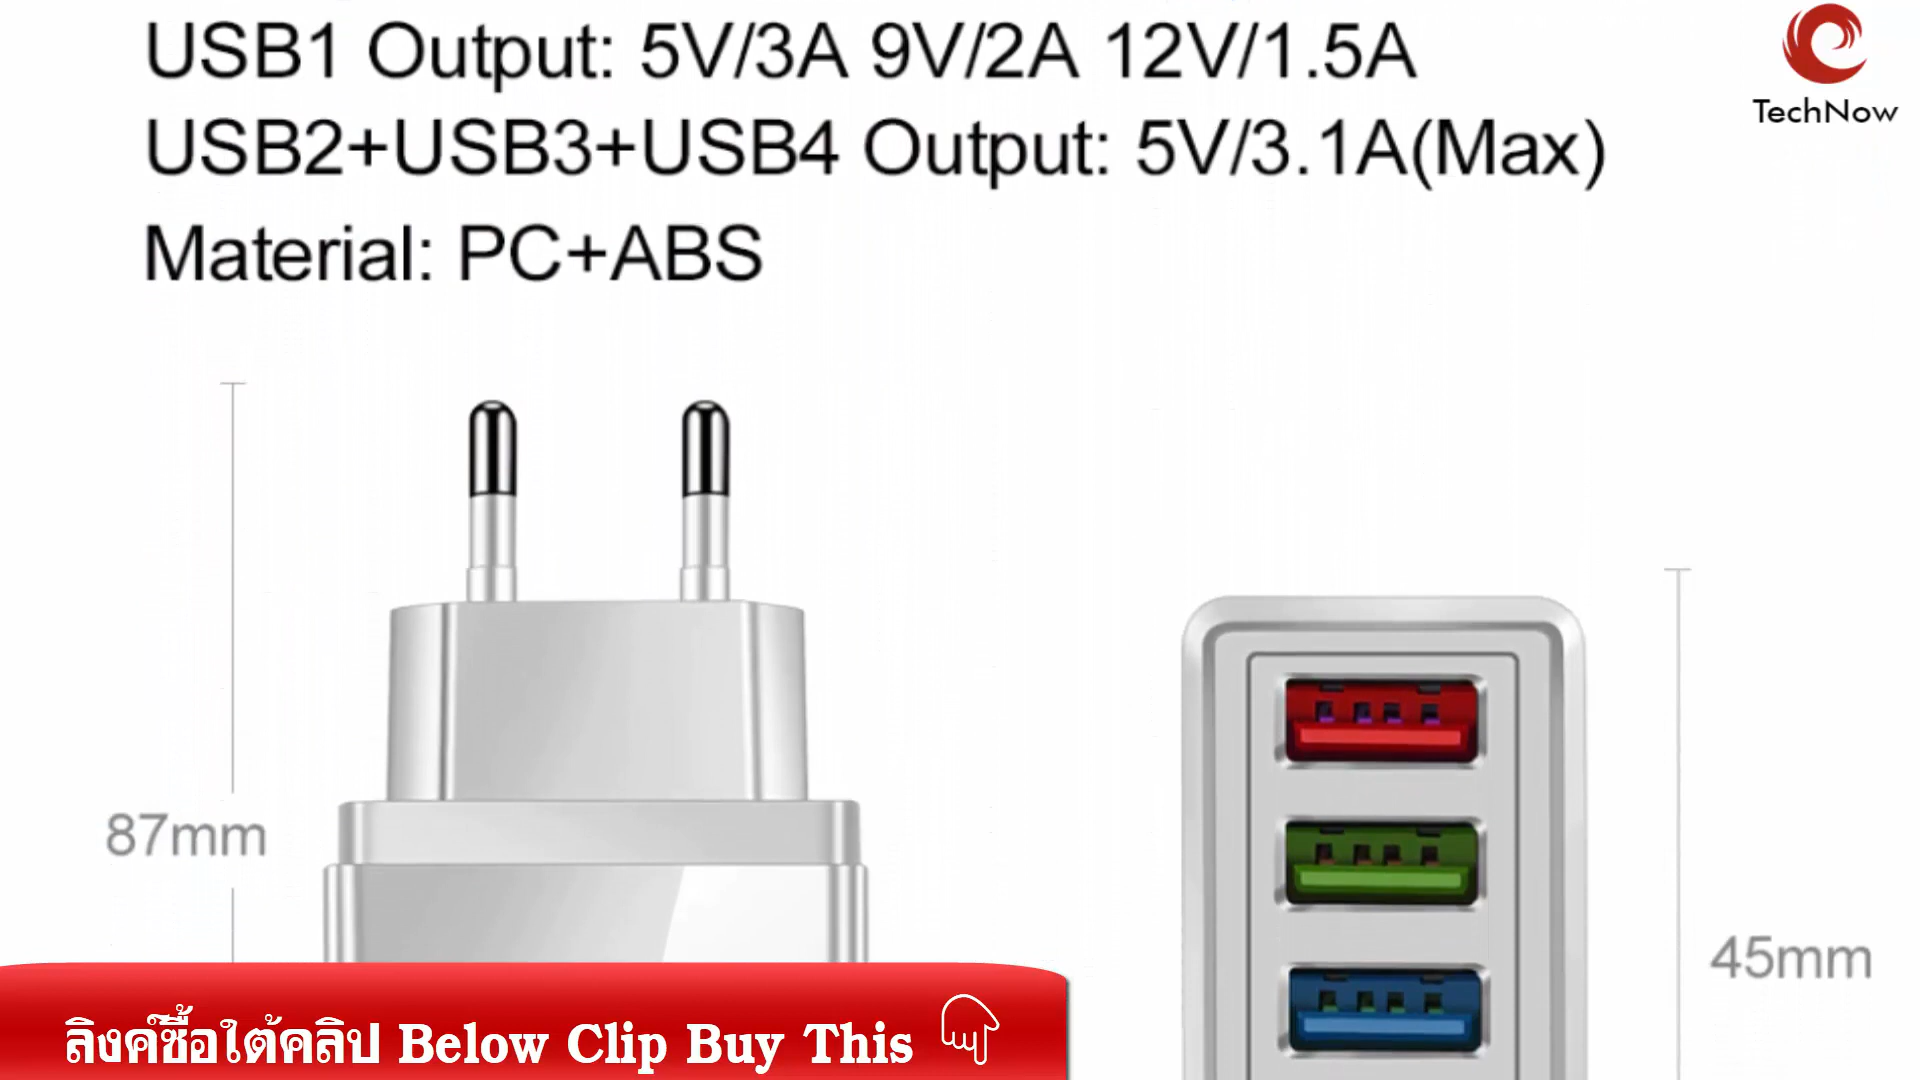 USB1 Output: 5V/3A 9V/2A 12V/1.5A
USB2+USB3+USB4 Output: 5V/3.1A(Max)
Material: PC+ABS
TechNow
87mm
45mm
ลิงค์ซื้อใต้คลิป Below Clip Buy This